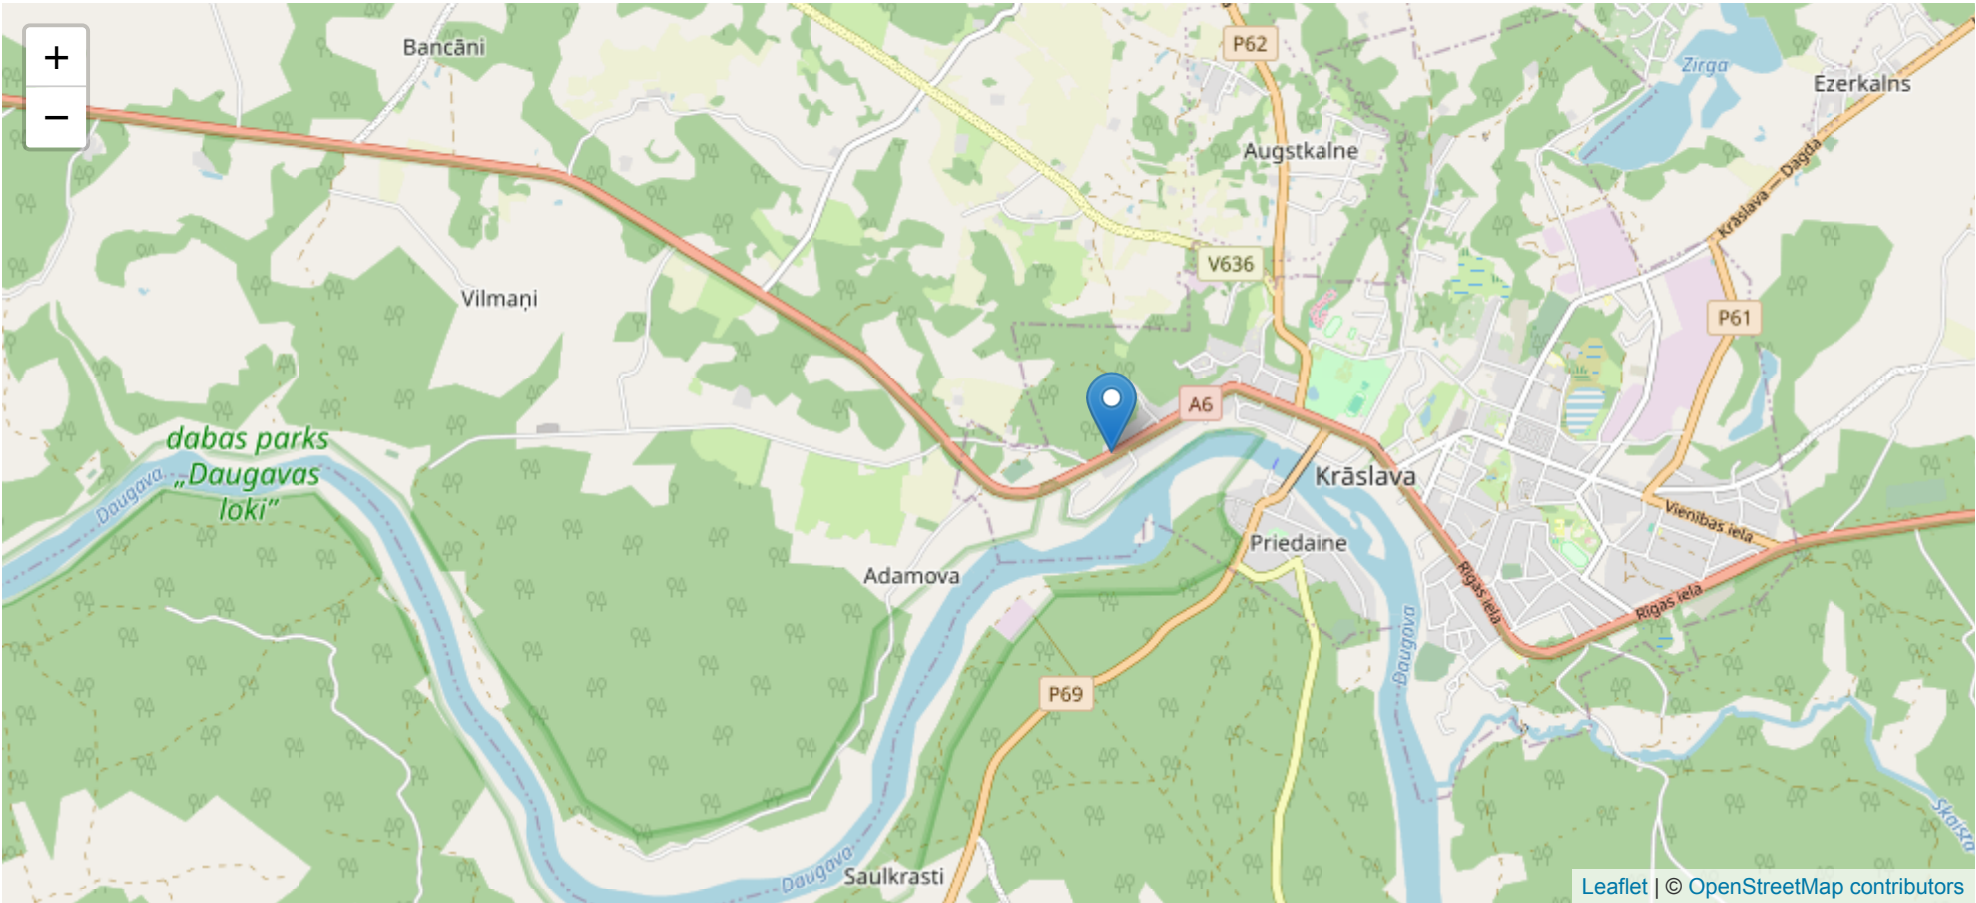 +
−
Bancāni
P62
Zirga
Ezerkalns
Augstkalne
Krāslava — Dagda
V636
Vilmaņi
P61
A6
dabas parks
„Daugavas
loki”
Daugava
Krāslava
Vienības iela
Priedaine
Adamova
Rīgas iela
Rīgas iela
Daugava
P69
Skaista
Daugava
Saulkrasti
Leaflet | © OpenStreetMap contributors